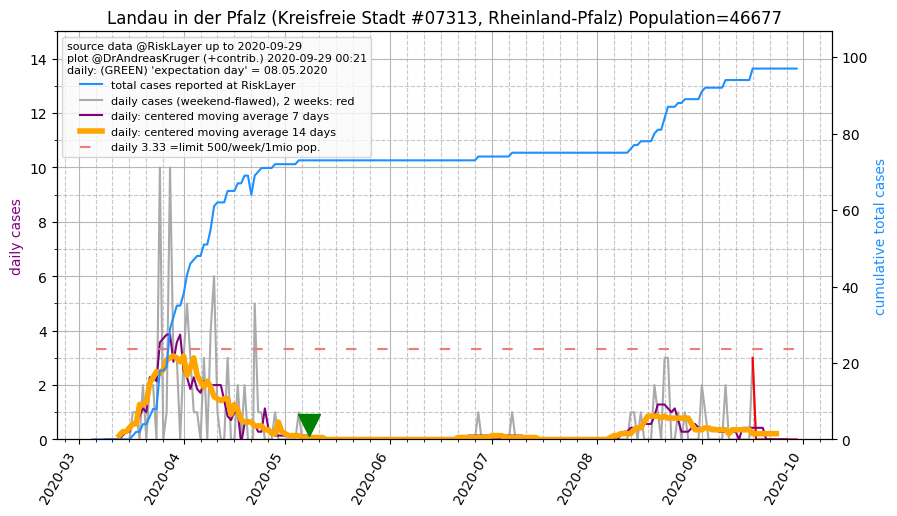 Landau in der Pfalz (Kreisfreie Stadt #07313, Rheinland-Pfalz) Population=46677
source data @RiskLayer up to 2020-09-29
plot @DrAndreasKruger (+contrib.) 2020-09-29 00:21
daily: (GREEN) 'expectation day' = 08.05.2020
total cases reported at RiskLayer
daily cases (weekend-flawed), 2 weeks: red
daily: centered moving average 7 days
daily: centered moving average 14 days
daily 3.33 =limit 500/week/1mio pop.
daily cases
14
12
10
8
6
4
2
0
cumulative total cases
100
80
60
40
20
0
2020-03
2020-04
2020-05
2020-06
2020-07
2020-08
2020-09
2020-10